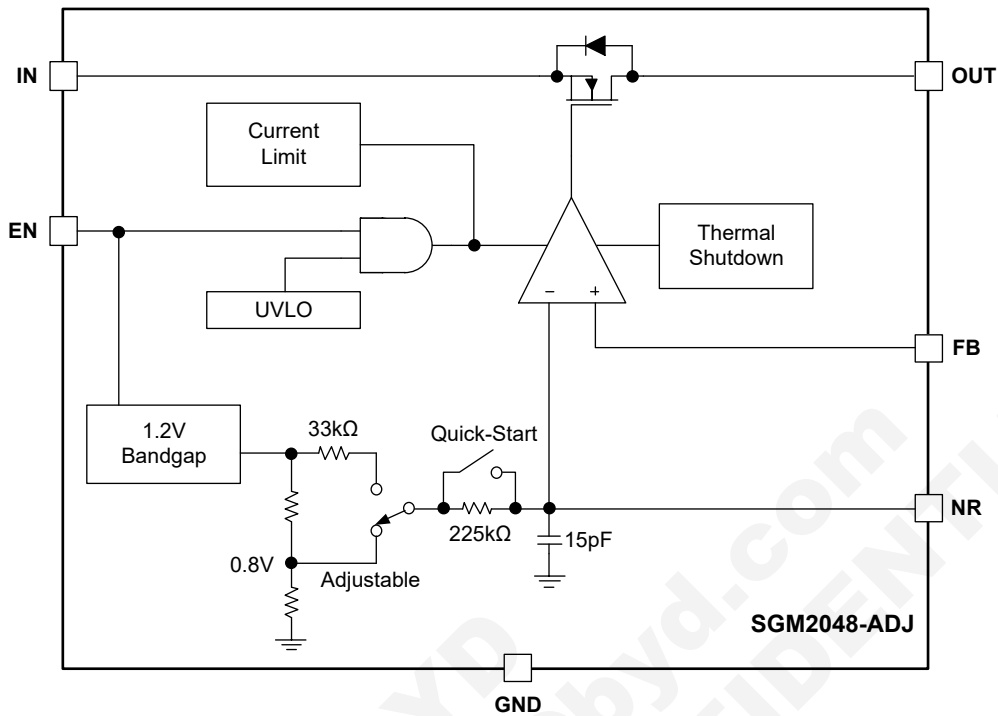 IN
OUT
Current
Limit
EN
Thermal
Shutdown
UVLO
−
+
FB
1.2V
Bandgap
33kΩ
Quick-Start
NR
225kΩ
15pF
0.8V
Adjustable
SGM2048-ADJ
GND